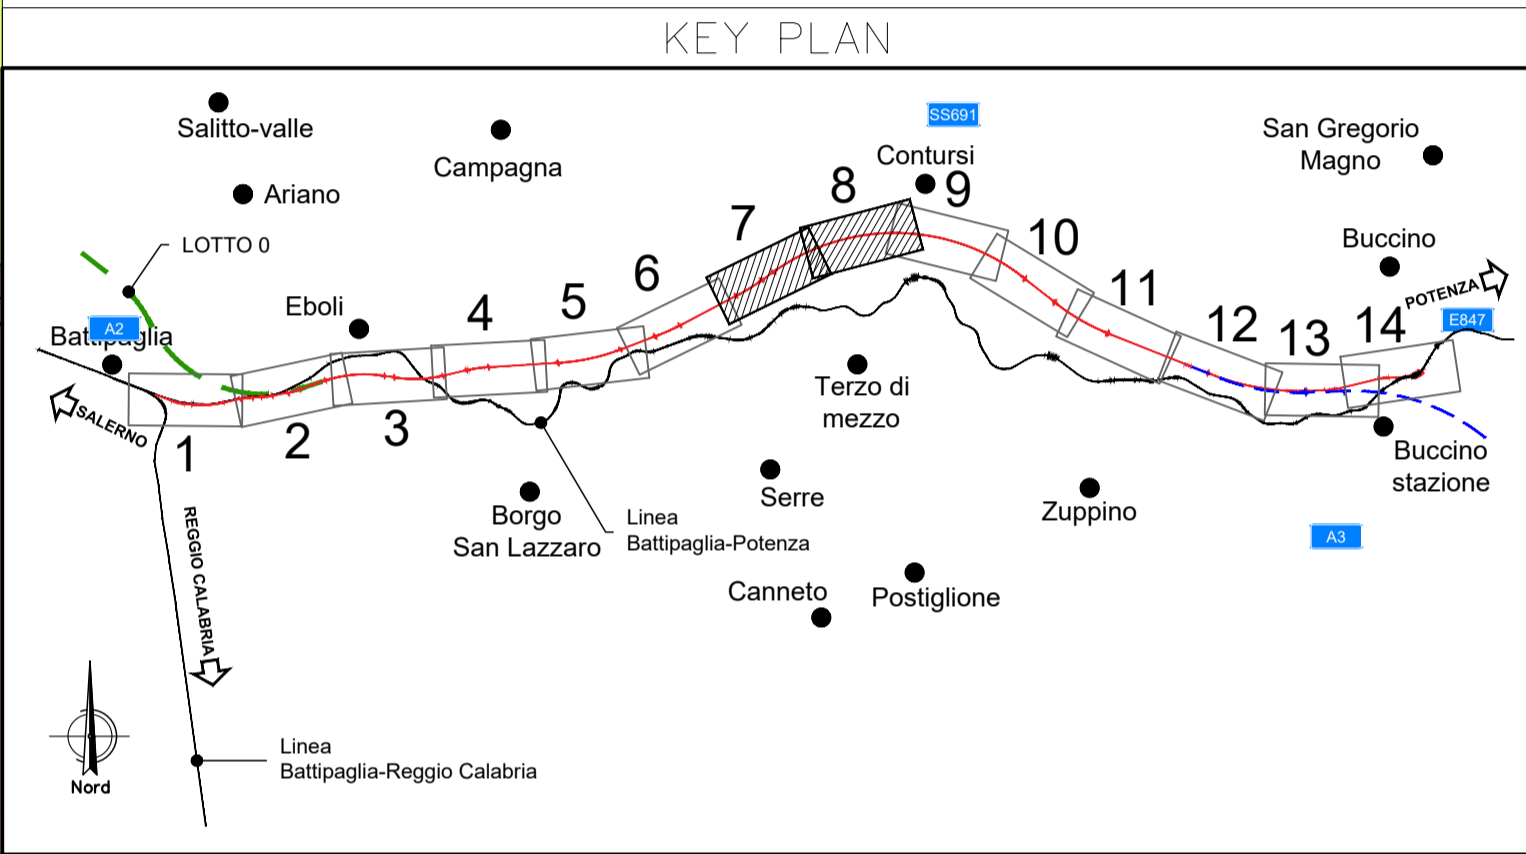 KEY PLAN
Salitto-valle
Campagna
SS691
Contursi
San Gregorio
Magno
Ariano
LOTTO 0
Buccino
Eboli
A2
Battipaglia
POTENZA
E847
SALERNO
1
2
3
4
5
6
7
8
9
10
11
12
13
14
Terzo di
mezzo
Buccino
stazione
Serre
Zuppino
Borgo
San Lazzaro
Linea
Battipaglia-Potenza
A3
REGGIO CALABRIA
Canneto
Postiglione
Linea
Battipaglia-Reggio Calabria
Nord